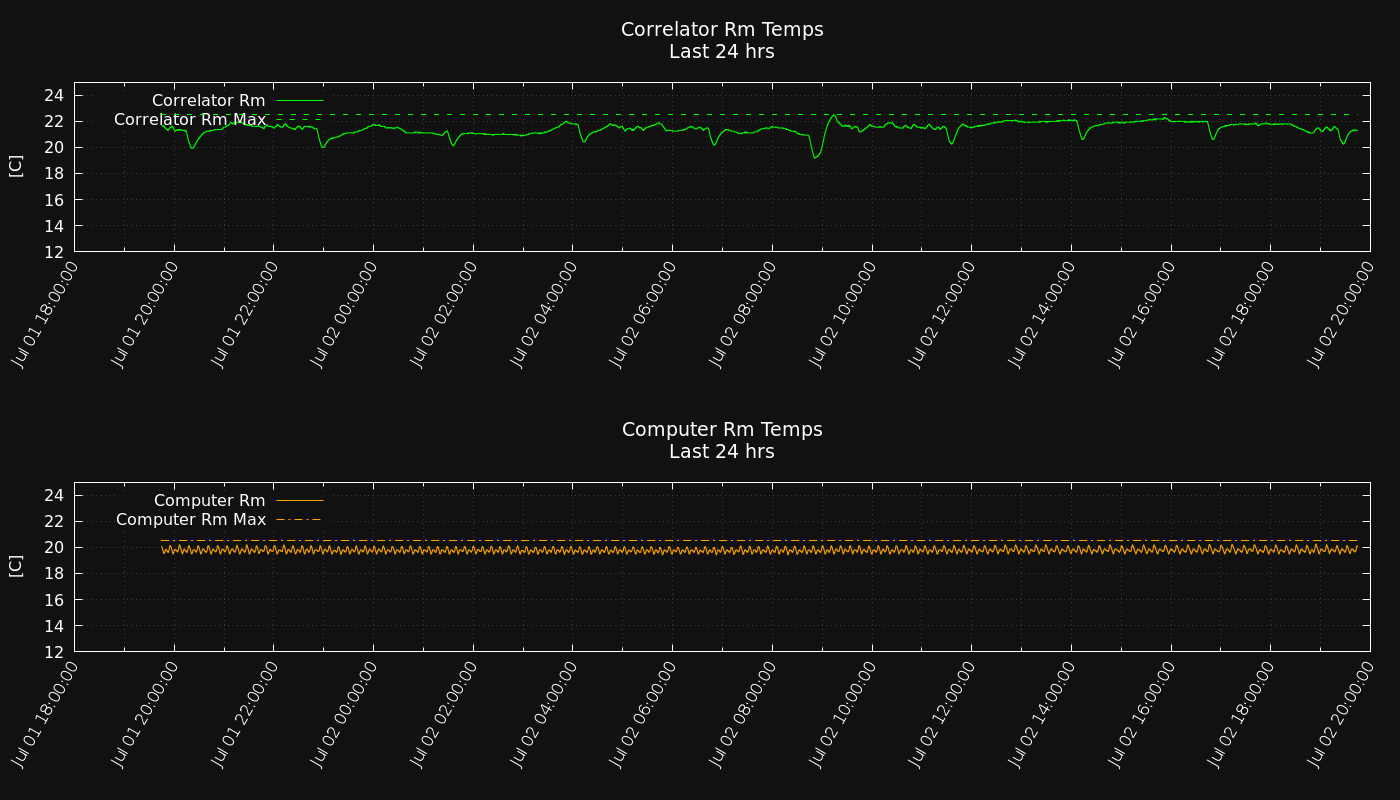 Correlator Rm Temps
Last 24 hrs
Correlator Rm
Correlator Rm Max
[C]
24
22
20
18
16
14
12
Jul 01 18:00:00
Jul 01 20:00:00
Jul 01 22:00:00
Jul 02 00:00:00
Jul 02 02:00:00
Jul 02 04:00:00
Jul 02 06:00:00
Jul 02 08:00:00
Jul 02 10:00:00
Jul 02 12:00:00
Jul 02 14:00:00
Jul 02 16:00:00
Jul 02 18:00:00
Jul 02 20:00:00
Computer Rm Temps
Last 24 hrs
Computer Rm
Computer Rm Max
[C]
24
22
20
18
16
14
12
Jul 01 18:00:00
Jul 01 20:00:00
Jul 01 22:00:00
Jul 02 00:00:00
Jul 02 02:00:00
Jul 02 04:00:00
Jul 02 06:00:00
Jul 02 08:00:00
Jul 02 10:00:00
Jul 02 12:00:00
Jul 02 14:00:00
Jul 02 16:00:00
Jul 02 18:00:00
Jul 02 20:00:00